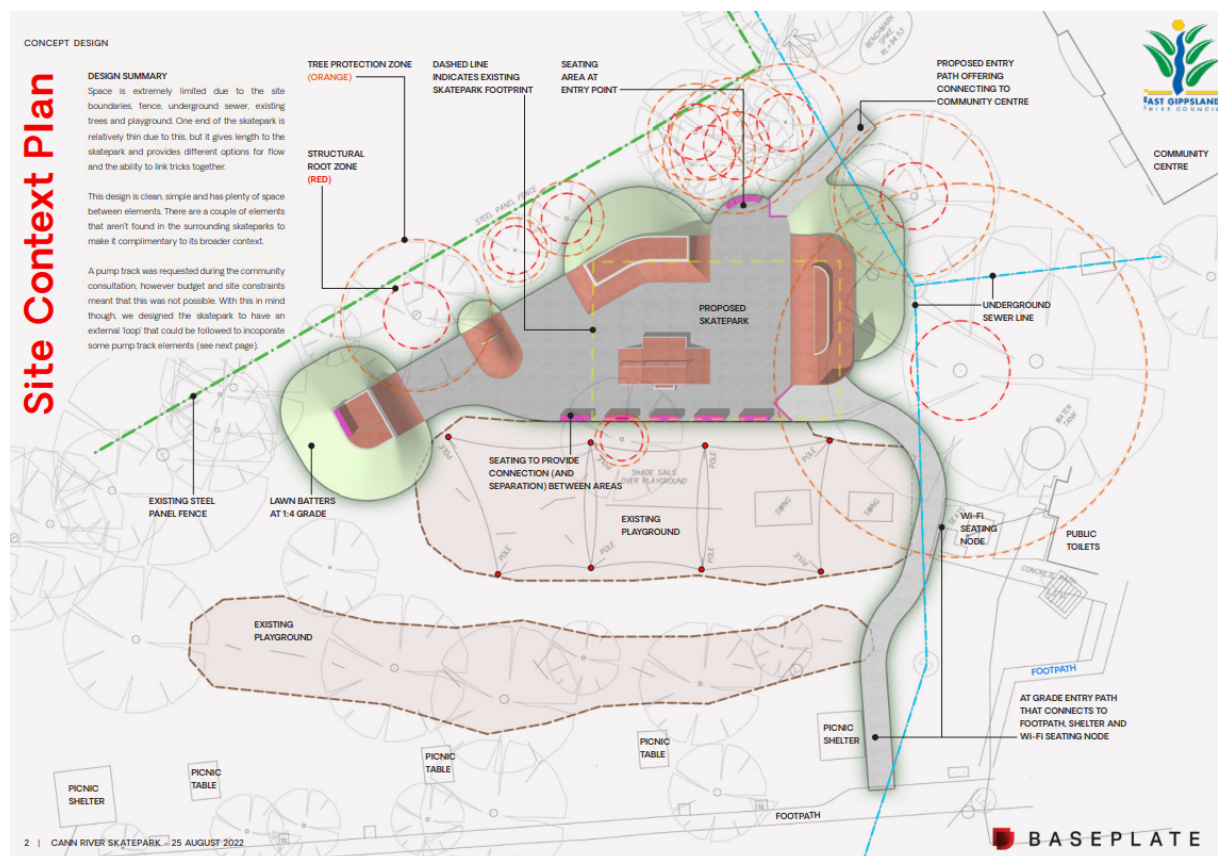 CONCEPT DESIGN
Site Context Plan
DESIGN SUMMARY
Space is extremely limited due to the site
boundaries, fence, underground sewer, existing
trees and playground. One end of the skatepark is
relatively thin due to this, but it gives length to the
skatepark and provides different options for flow
and the ability to link tricks together.
This design is clean, simple and has plenty of space
between elements. There are a couple of elements
that aren't found in the surrounding skateparks to
make it complimentary to its broader context.
A pump track was requested during the community
consultation, however budget and site constraints
meant that this was not possible. With this in mind
though, we designed the skatepark to have an
external 'loop' that could be followed to incoporate
some pump track elements (see next page).
TREE PROTECTION ZONE
(ORANGE)
STRUCTURAL
ROOT ZONE
(RED)
DASHED LINE
INDICATES EXISTING
SKATEPARK FOOTPRINT
SEATING
AREA AT
ENTRY POINT
BENCHMARK
SPIKE
RL=94.53
PROPOSED ENTRY
PATH OFFERING
CONNECTING TO
COMMUNITY CENTRE
EAST GIPPSLAND
SHIRE COUNCIL
COMMUNITY
CENTRE
STEEL PANEL FENCE
PROPOSED
SKATEPARK
UNDERGROUND
SEWER LINE
WATER
TANK
EXISTING STEEL
PANEL FENCE
LAWN BATTERS
AT 1:4 GRADE
SEATING TO PROVIDE
CONNECTION (AND
SEPARATION) BETWEEN AREAS
POLE
POLE
POLE
POLE
SHADE SAILS
OVER PLAYGROUND
SWING
SWING
EXISTING
PLAYGROUND
POLE
POLE
POLE
POLE
SEATS
Wi-Fi
SEATING
NODE
PUBLIC
TOILETS
CONCRETE PATH
EXISTING
PLAYGROUND
FOOTPATH
AT GRADE ENTRY PATH
THAT CONNECTS TO
FOOTPATH, SHELTER AND
Wi-Fi SEATING NODE
PICNIC
SHELTER
PICNIC
TABLE
PICNIC
TABLE
PICNIC
TABLE
PICNIC
SHELTER
FOOTPATH
2 | CANN RIVER SKATEPARK - 25 AUGUST 2022
BASEPLATE